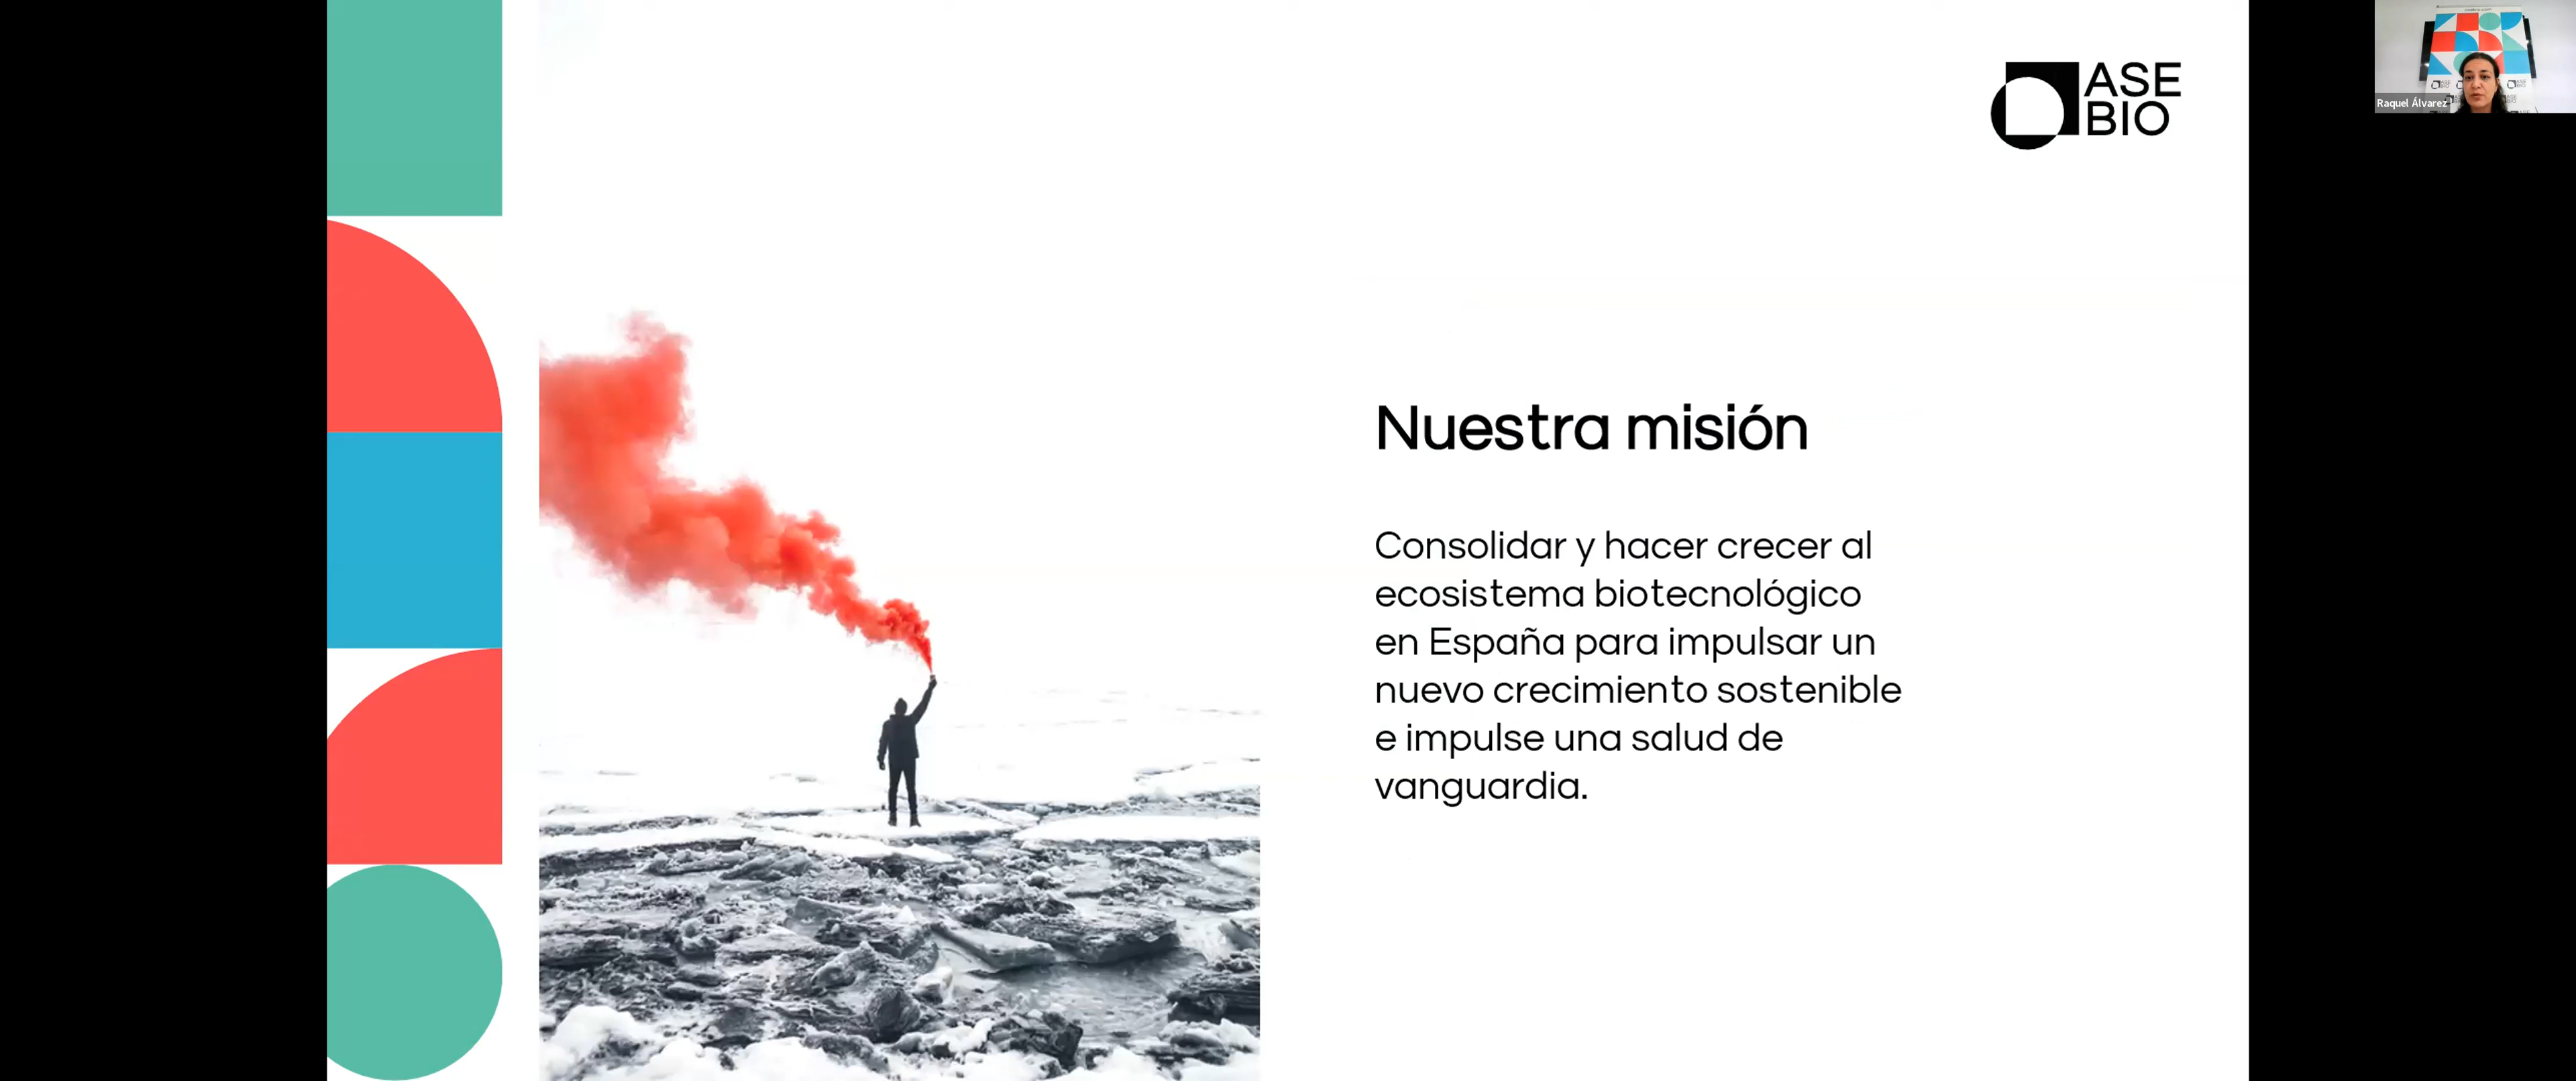 ASE
BIO
Raquel Álvarez
Nuestra misión
Consolidar y hacer crecer al
ecosistema biotecnológico
en España para impulsar un
nuevo crecimiento sostenible
e impulse una salud de
vanguardia.